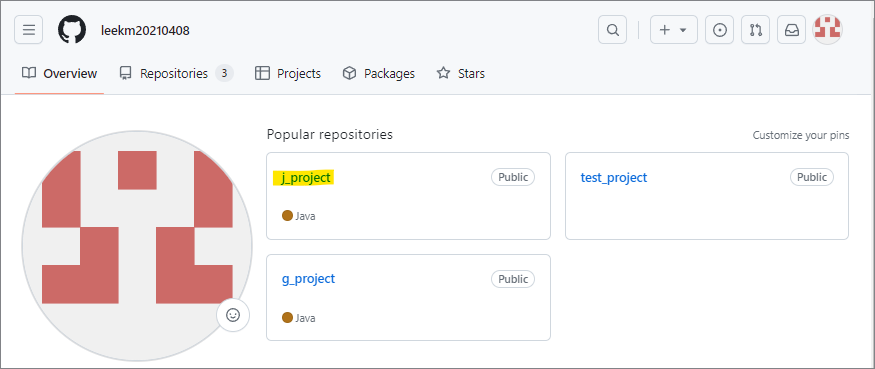 leekm20210408
Overview Repositories 3 Projects Packages Stars
Popular repositories Customize your pins
j_project Public
Java
test_project Public
g_project Public
Java